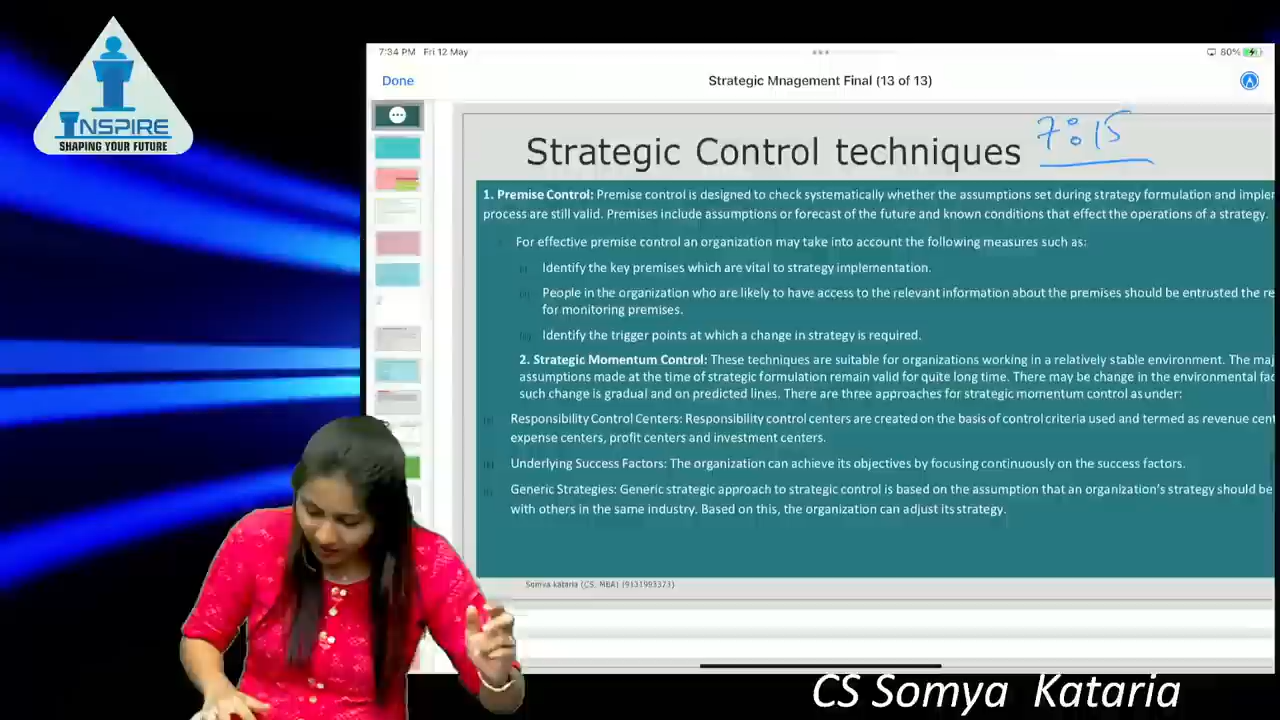 INSPIRE
SHAPING YOUR FUTURE
7:34 PM Fri 12 May
80%
Done
Strategic Mnagement Final (13 of 13)
Strategic Control techniques
7:15
1. Premise Control: Premise control is designed to check systematically whether the assumptions set during strategy formulation and implem
process are still valid. Premises include assumptions or forecast of the future and known conditions that effect the operations of a strategy.
For effective premise control an organization may take into account the following measures such as:
Identify the key premises which are vital to strategy implementation.
People in the organization who are likely to have access to the relevant information about the premises should be entrusted the re
for monitoring premises.
Identify the trigger points at which a change in strategy is required.
2. Strategic Momentum Control: These techniques are suitable for organizations working in a relatively stable environment. The maj
assumptions made at the time of strategic formulation remain valid for quite long time. There may be change in the environmental fac
such change is gradual and on predicted lines. There are three approaches for strategic momentum control as under:
Responsibility Control Centers: Responsibility control centers are created on the basis of control criteria used and termed as revenue cent
expense centers, profit centers and investment centers.
Underlying Success Factors: The organization can achieve its objectives by focusing continuously on the success factors.
Generic Strategies: Generic strategic approach to strategic control is based on the assumption that an organization's strategy should be
with others in the same industry. Based on this, the organization can adjust its strategy.
Somya kataria (CS, MBA) (9131993373)
CS Somya Kataria